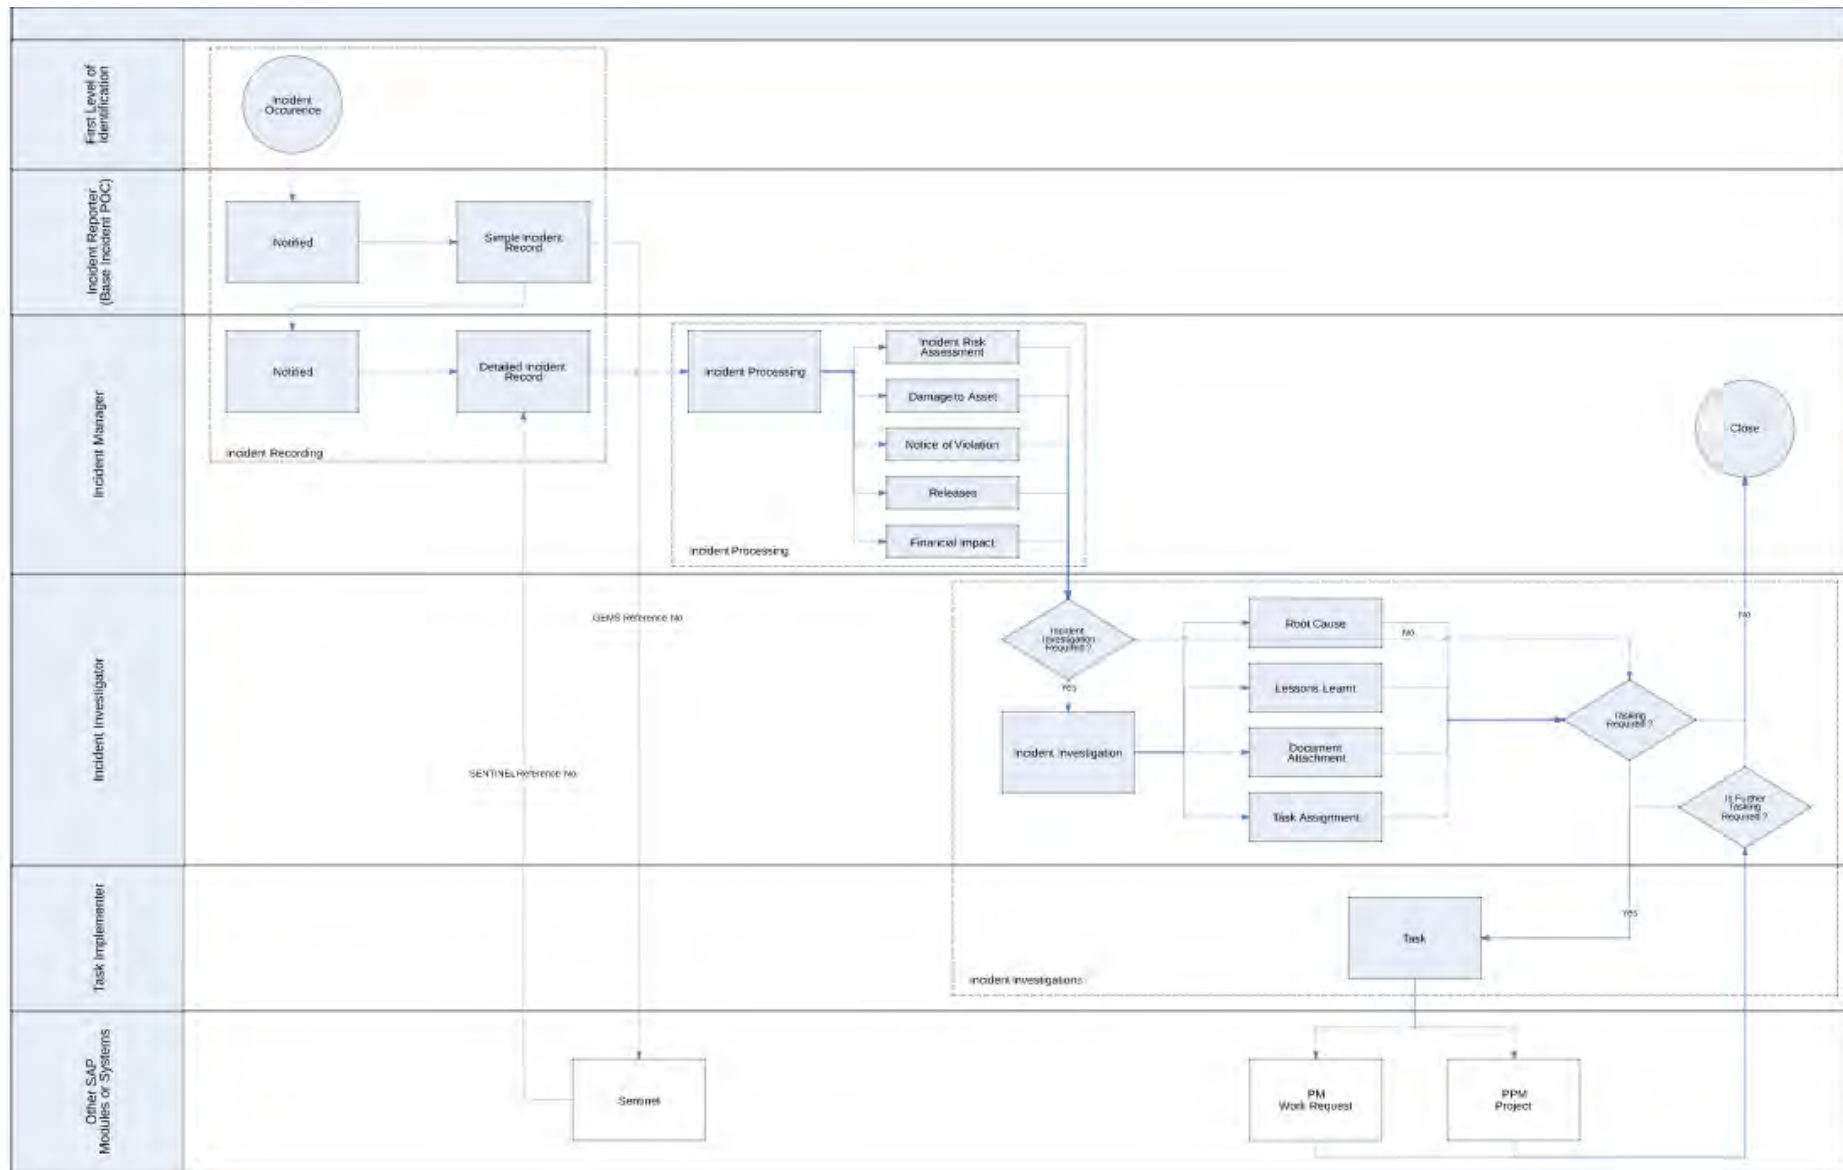 First Level of
Identification
Incident
Occurence
Incident Reporter
(Base Incident POC)
Notified
Simple Incident
Record
Incident Manager
Notified
Detailed Incident
Record
Incident Recording
Incident Processing
Incident Risk
Assessment
Damage to Asset
Notice of Violation
Releases
Financial Impact
Incident Processing
Close
Incident Investigator
GEMS Reference No
SENTINEL Reference No
Incident
Investigation
Required ?
Yes
Incident Investigation
Root Cause
No
Lessons Learnt
Document
Attachment
Task Assignment
Tasking
Required ?
No
Is Further
Tasking
Required ?
Task Implementer
Task
Yes
Incident Investigations
Other SAP
Modules or Systems
Sentinel
PM
Work Request
PPM
Project